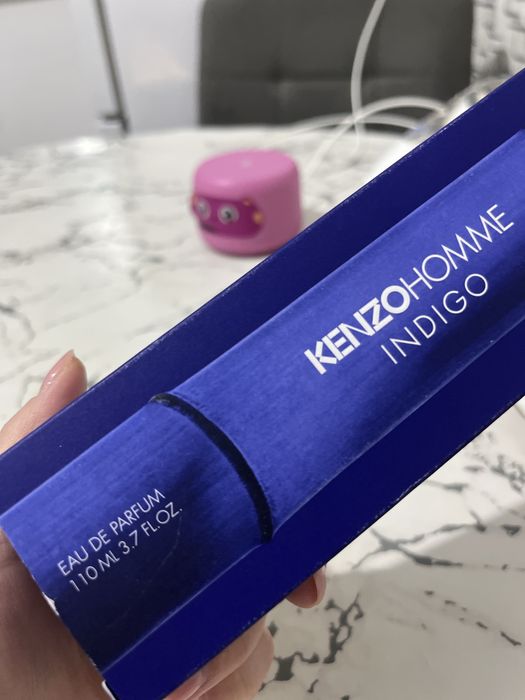 KENZOHOMME
INDIGO
EAU DE PARFUM
110 ML 3.7 FL.OZ.